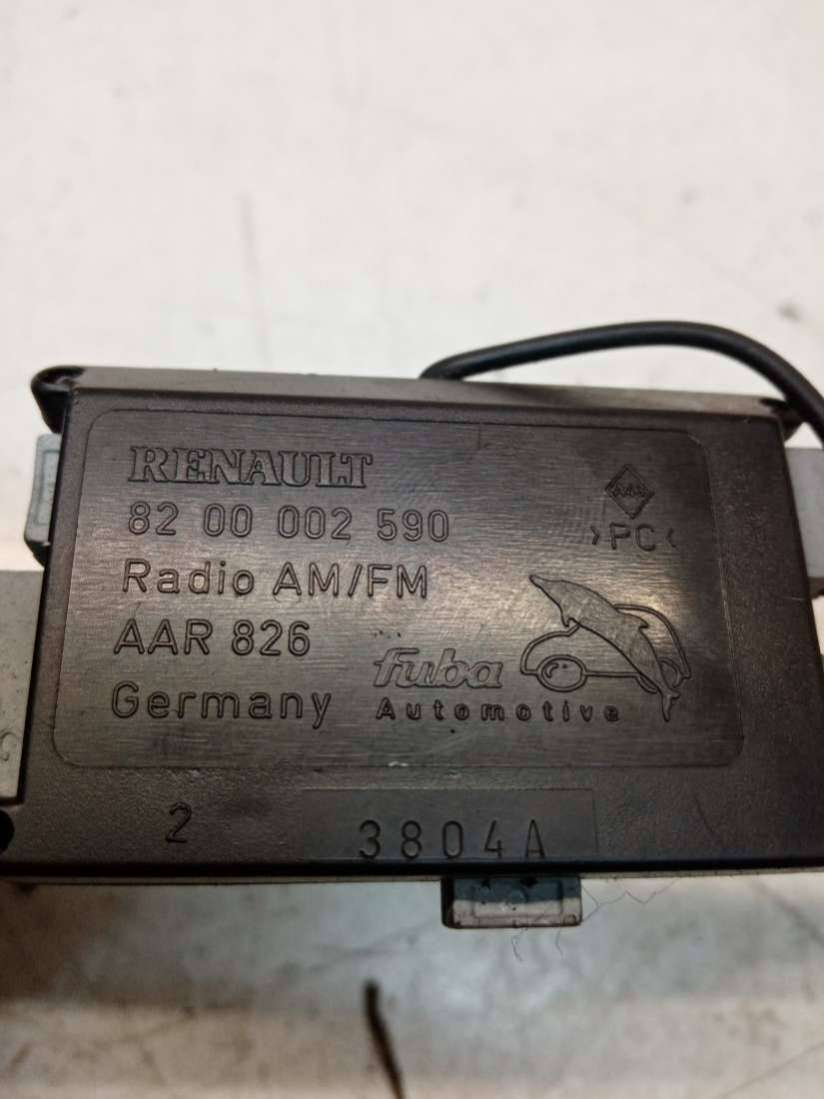 RENAULT
82 00 002 590
>PC<
Radio AM/FM
AAR 826
Germany
fuba
Automotive
2
3804A